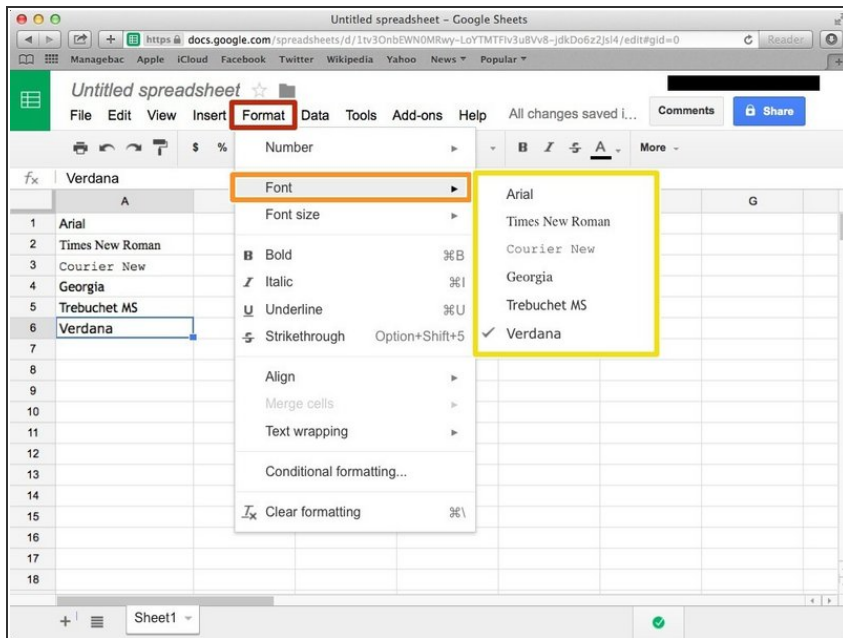 Untitled spreadsheet – Google Sheets
https docs.google.com/spreadsheets/d/1tv3OnbEWN0MRwy-LoYTMTFlv3uBVv8-jdkDo6z2Jsl4/edit#gid=0 Reader
Managebac Apple iCloud Facebook Twitter Wikipedia Yahoo News Popular
Untitled spreadsheet
File Edit View Insert Format Data Tools Add-ons Help All changes saved i... Comments Share
$ % Number B I S A More
fx Verdana
Font
A G
Font size
Arial
1 Arial
Times New Roman
2 Times New Roman
B Bold ⌘B
Courier New
3 Courier New
I Italic ⌘I
Georgia
4 Georgia
U Underline ⌘U
Trebuchet MS
5 Trebuchet MS
S Strikethrough Option+Shift+5
Verdana
6 Verdana
7
8
Align
9
Merge cells
10
11
Text wrapping
12
13
Conditional formatting...
14
15
Clear formatting ⌘\
16
17
18
+ Sheet1